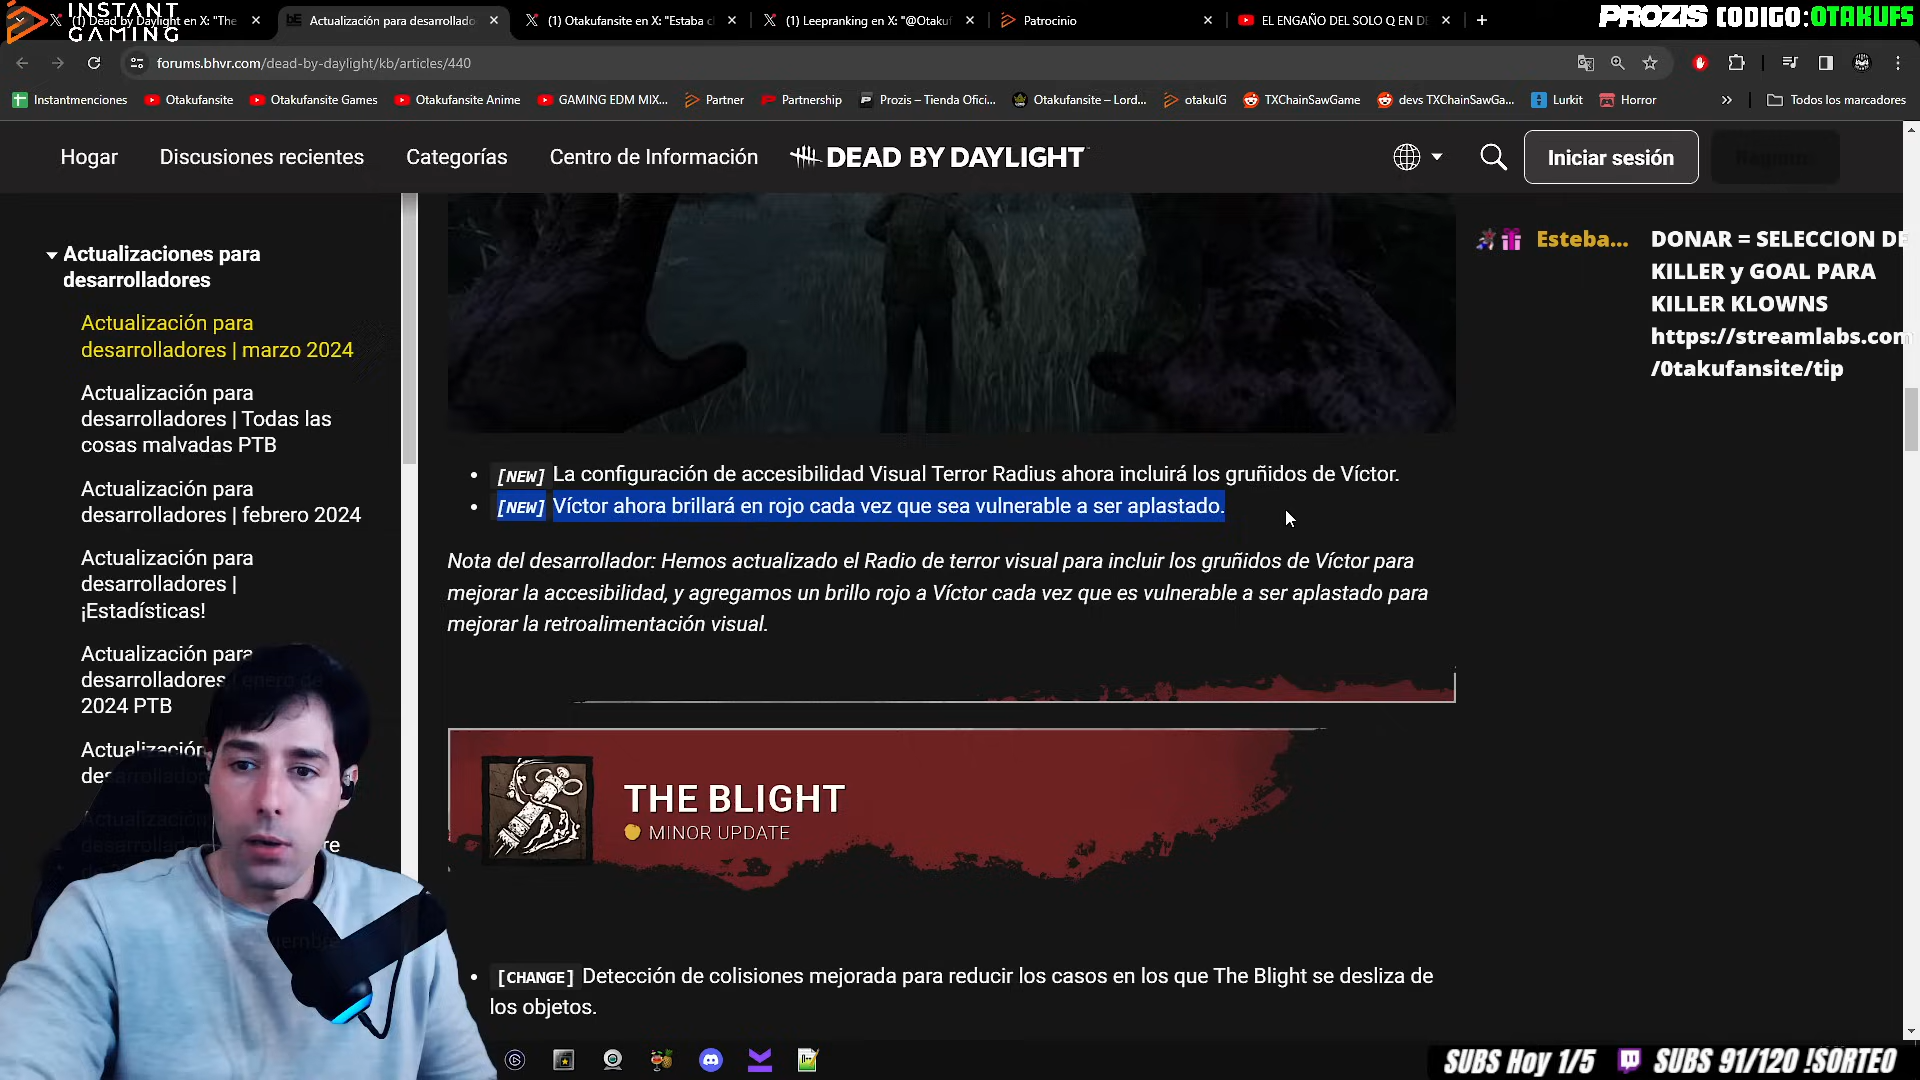 INSTANT GAMING
(1) Dead by Daylight en X: "The
Actualización para desarrollado
(1) Otakufansite en X: "Estaba c
(1) Leepranking en X: "@Otakuf
Patrocinio
EL ENGAÑO DEL SOLO Q EN DE
PROZIS CODIGO:OTAKUFS
forums.bhvr.com/dead-by-daylight/kb/articles/440
Instantmenciones
Otakufansite
Otakufansite Games
Otakufansite Anime
GAMING EDM MIX...
Partner
Partnership
Prozis – Tienda Ofici...
Otakufansite – Lord...
otakuIG
TXChainSawGame
devs TXChainSawGa...
Lurkit
Horror
Todos los marcadores
Hogar
Discusiones recientes
Categorías
Centro de Información
DEAD BY DAYLIGHT
Iniciar sesión
Actualizaciones para
desarrolladores
Actualización para
desarrolladores | marzo 2024
Actualización para
desarrolladores | Todas las
cosas malvadas PTB
Actualización para
desarrolladores | febrero 2024
Actualización para
desarrolladores |
¡Estadísticas!
Actualización para
desarrolladores | enero de
2024 PTB
[NEW] La configuración de accesibilidad Visual Terror Radius ahora incluirá los gruñidos de Víctor.
[NEW] Víctor ahora brillará en rojo cada vez que sea vulnerable a ser aplastado.
Nota del desarrollador: Hemos actualizado el Radio de terror visual para incluir los gruñidos de Víctor para
mejorar la accesibilidad, y agregamos un brillo rojo a Víctor cada vez que es vulnerable a ser aplastado para
mejorar la retroalimentación visual.
THE BLIGHT
MINOR UPDATE
[CHANGE] Detección de colisiones mejorada para reducir los casos en los que The Blight se desliza de
los objetos.
Esteba... DONAR = SELECCION DE
KILLER y GOAL PARA
KILLER KLOWNS
https://streamlabs.com
/0takufansite/tip
SUBS Hoy 1/5
SUBS 91/120 !SORTEO